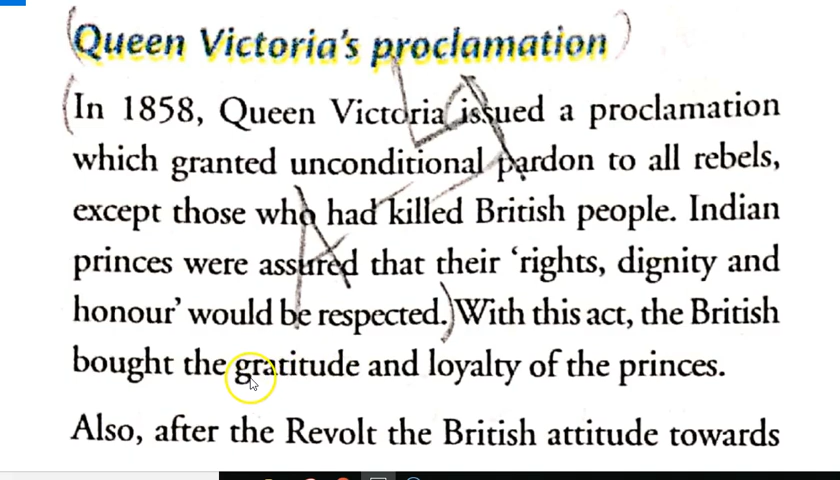 (Queen Victoria's proclamation)
(In 1858, Queen Victoria issued a proclamation
which granted unconditional pardon to all rebels,
except those who had killed British people. Indian
princes were assured that their ‘rights, dignity and
honour’ would be respected.) With this act, the British
bought the gratitude and loyalty of the princes.
Also, after the Revolt the British attitude towards